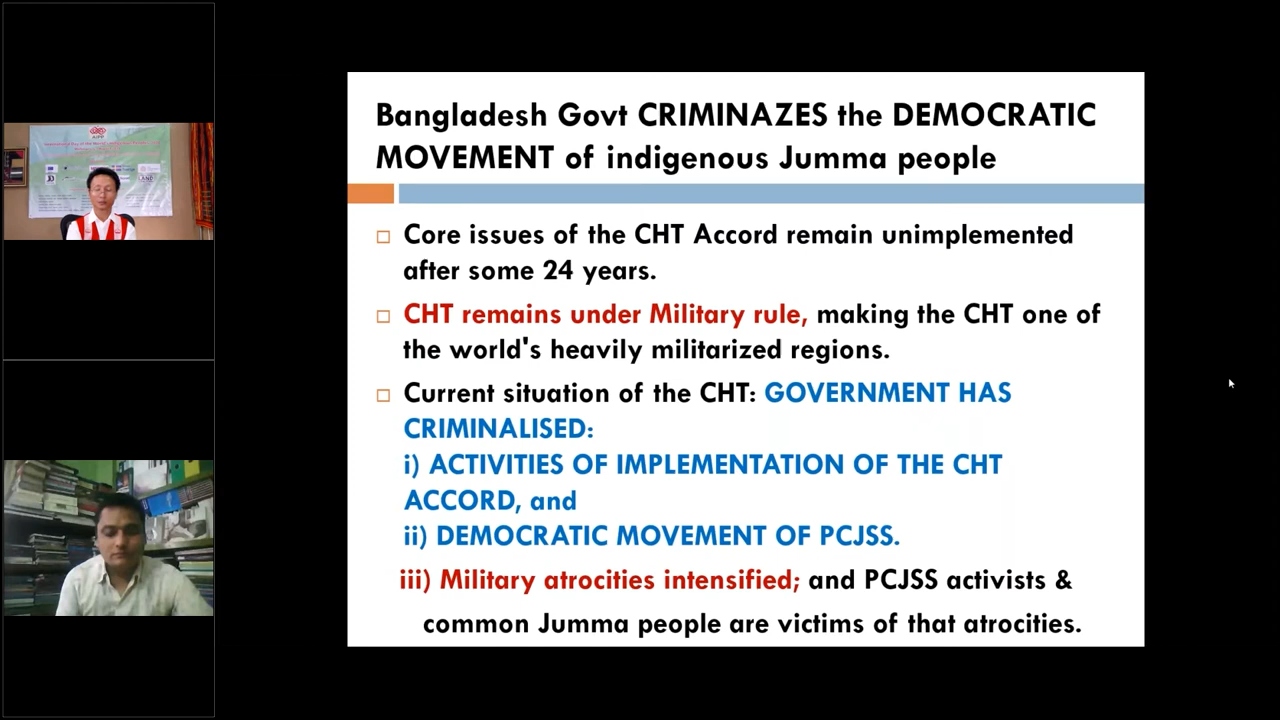 Bangladesh Govt CRIMINAZES the DEMOCRATIC
MOVEMENT of indigenous Jumma people
Core issues of the CHT Accord remain unimplemented
after some 24 years.
CHT remains under Military rule, making the CHT one of
the world's heavily militarized regions.
Current situation of the CHT: GOVERNMENT HAS
CRIMINALISED:
i) ACTIVITIES OF IMPLEMENTATION OF THE CHT
ACCORD, and
ii) DEMOCRATIC MOVEMENT OF PCJSS.
iii) Military atrocities intensified; and PCJSS activists &
common Jumma people are victims of that atrocities.
AIPP